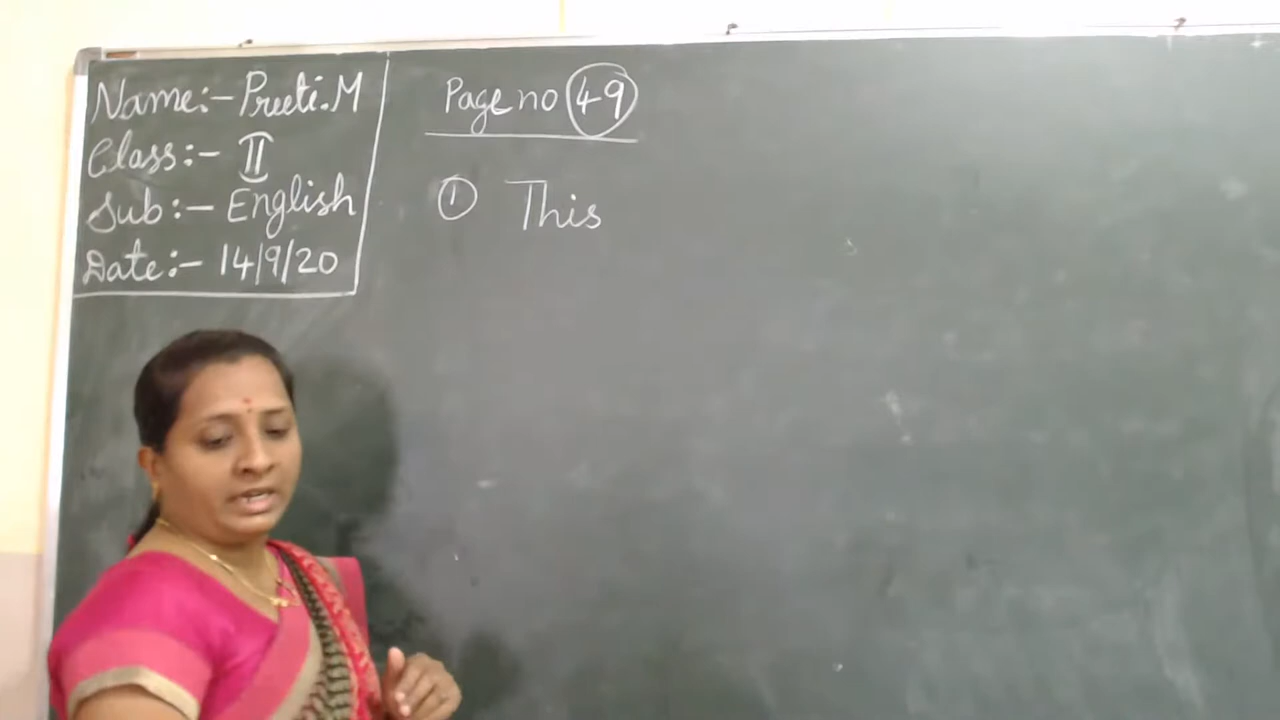 Name:- Preeti.M
Class:- II
Sub:- English
Date:- 14/9/20
Page no 49
1 This